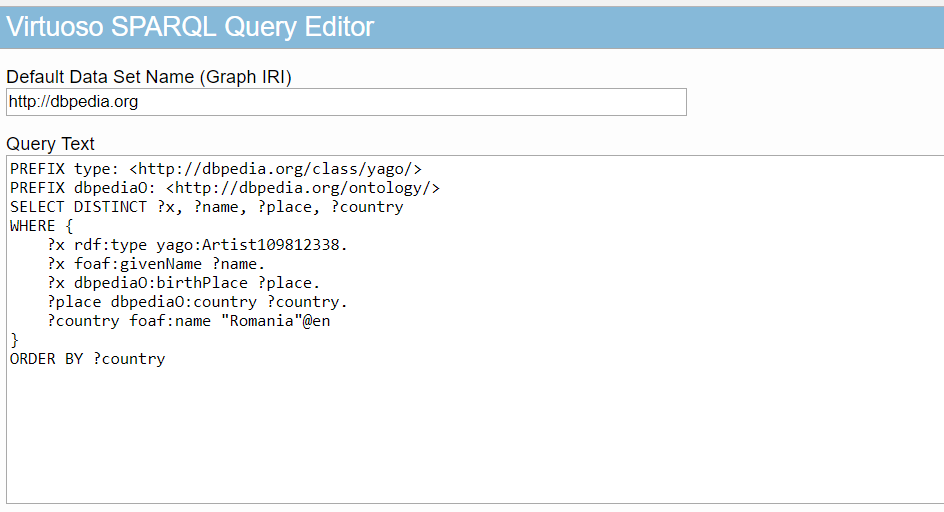 Virtuoso SPARQL Query Editor
Default Data Set Name (Graph IRI)
http://dbpedia.org
Query Text
PREFIX type: <http://dbpedia.org/class/yago/>
PREFIX dbpediaO: <http://dbpedia.org/ontology/>
SELECT DISTINCT ?x, ?name, ?place, ?country
WHERE {
    ?x rdf:type yago:Artist109812338.
    ?x foaf:givenName ?name.
    ?x dbpediaO:birthPlace ?place.
    ?place dbpediaO:country ?country.
    ?country foaf:name "Romania"@en
}
ORDER BY ?country